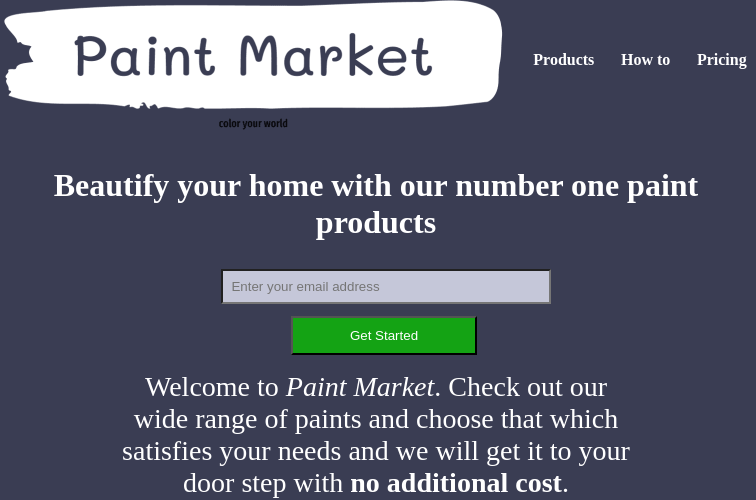 Paint Market
color your world
Products How to Pricing
Beautify your home with our number one paint
products
Enter your email address
Get Started
Welcome to Paint Market. Check out our
wide range of paints and choose that which
satisfies your needs and we will get it to your
door step with no additional cost.